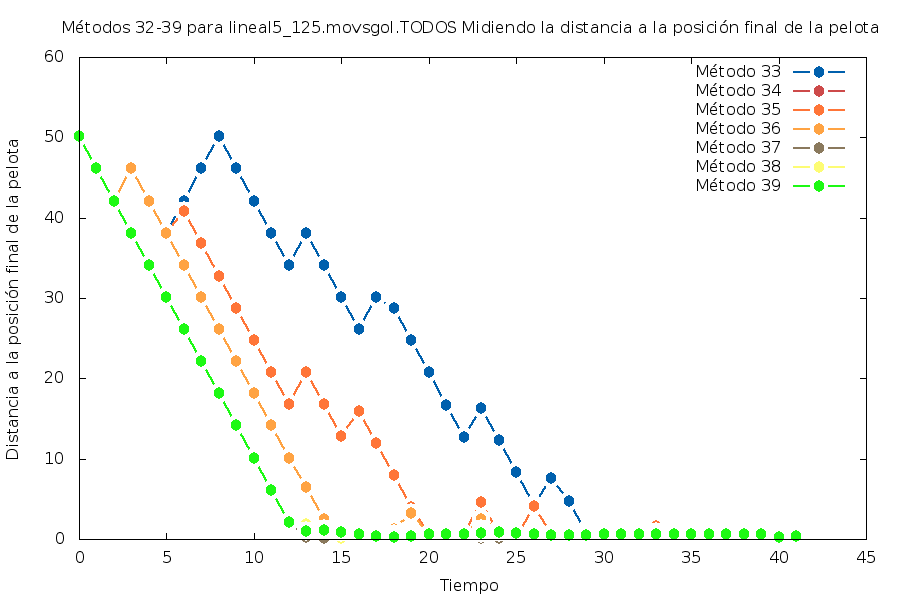 Métodos 32-39 para lineal5_125.movsgol.TODOS Midiendo la distancia a la posición final de la pelota
60
50
40
30
20
10
0
Distancia a la posición final de la pelota
Método 33
Método 34
Método 35
Método 36
Método 37
Método 38
Método 39
0 5 10 15 20 25 30 35 40 45
Tiempo